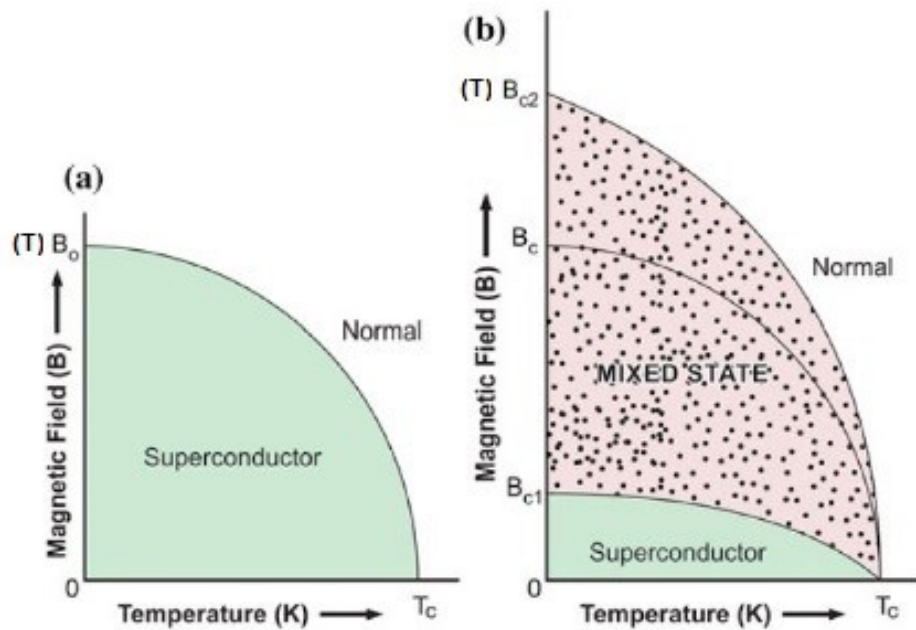 (a)
(T) Bo
Magnetic Field (B)
Normal
Superconductor
0
Temperature (K)
Tc
(b)
(T) Bc2
Bc
Magnetic Field (B)
Normal
MIXED STATE
Bc1
Superconductor
0
Temperature (K)
Tc